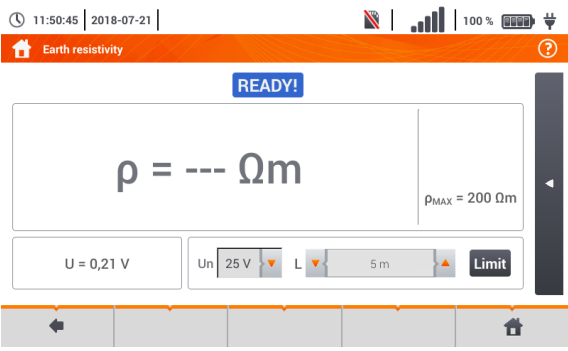 11:50:45 2018-07-21 100 %
Earth resistivity ?
READY!
ρ = --- Ωm
ρMAX = 200 Ωm
U = 0,21 V Un 25 V L 5 m Limit